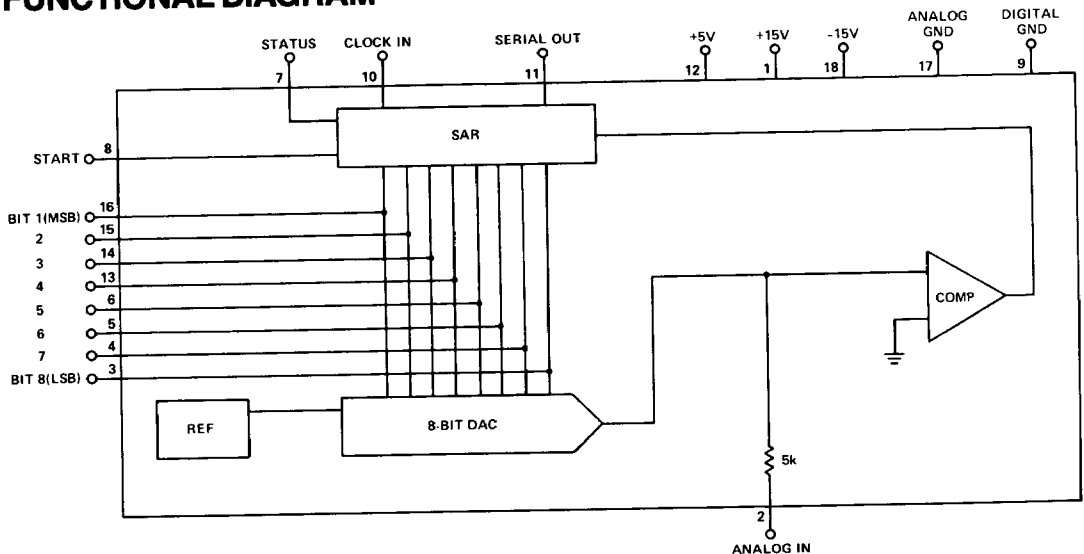 FUNCTIONAL DIAGRAM
STATUS
7
CLOCK IN
10
SERIAL OUT
11
+5V
12
+15V
1
-15V
18
ANALOG
GND
17
DIGITAL
GND
9
SAR
START
8
BIT 1(MSB)
16
2
15
3
14
4
13
5
6
6
5
7
4
BIT 8(LSB)
3
COMP
REF
8-BIT DAC
5k
2
ANALOG IN